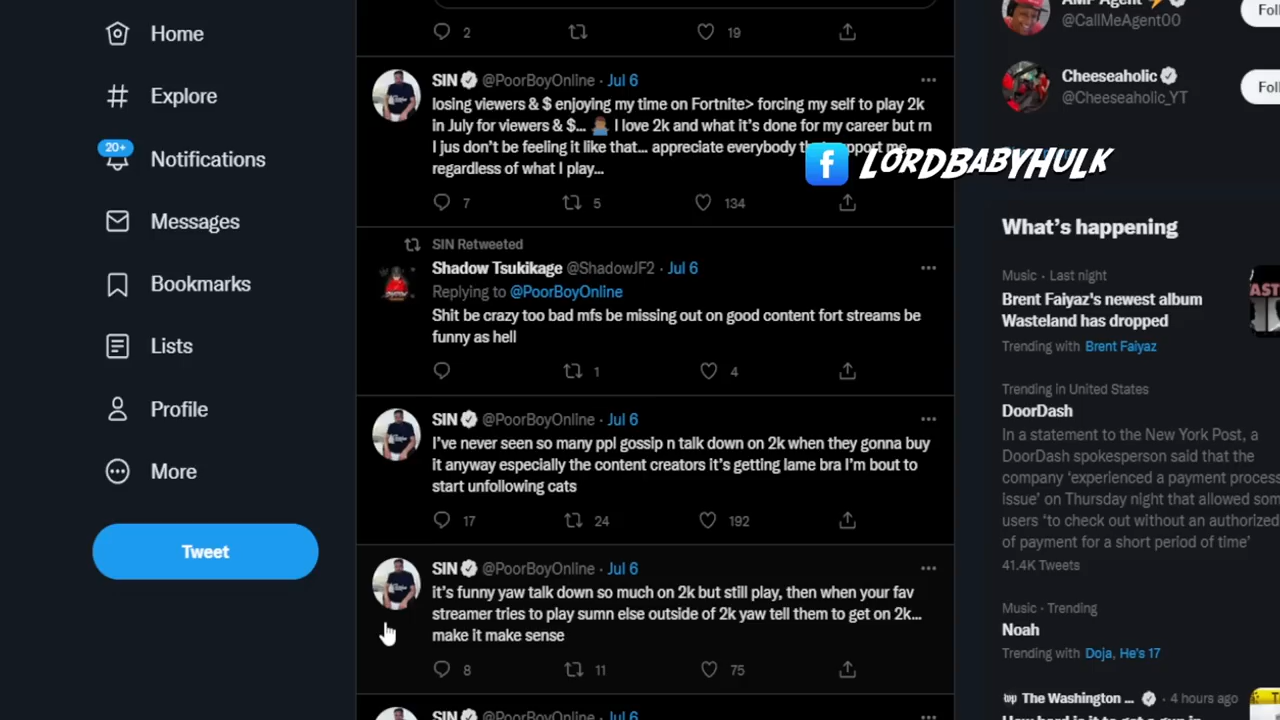 Home
Explore
20+
Notifications
Messages
Bookmarks
Lists
Profile
More
Tweet
2
19
SIN @PoorBoyOnline · Jul 6
losing viewers & $ enjoying my time on Fortnite> forcing my self to play 2k
in July for viewers & $... I love 2k and what it's done for my career but rn
I jus don't be feeling it like that... appreciate everybody
regardless of what I play...
7
5
134
SIN Retweeted
Shadow Tsukikage @ShadowJF2 · Jul 6
Replying to @PoorBoyOnline
Shit be crazy too bad mfs be missing out on good content fort streams be
funny as hell
1
4
SIN @PoorBoyOnline · Jul 6
I've never seen so many ppl gossip n talk down on 2k when they gonna buy
it anyway especially the content creators it's getting lame bra I'm bout to
start unfollowing cats
17
24
192
SIN @PoorBoyOnline · Jul 6
it's funny yaw talk down so much on 2k but still play, then when your fav
streamer tries to play sumn else outside of 2k yaw tell them to get on 2k...
make it make sense
8
11
75
SIN @PoorBoyOnline · Jul 6
f LORDBABYHULK
AMP Agent
@CallMeAgent00
Fol
Cheeseaholic
@Cheeseaholic_YT
Foll
What's happening
Music · Last night
Brent Faiyaz's newest album
Wasteland has dropped
Trending with Brent Faiyaz
Trending in United States
DoorDash
In a statement to the New York Post, a
DoorDash spokesperson said that the
company 'experienced a payment process
issue' on Thursday night that allowed som
users 'to check out without an authorized
of payment for a short period of time'
41.4K Tweets
Music · Trending
Noah
Trending with Doja, He's 17
wp The Washington ... · 4 hours ago